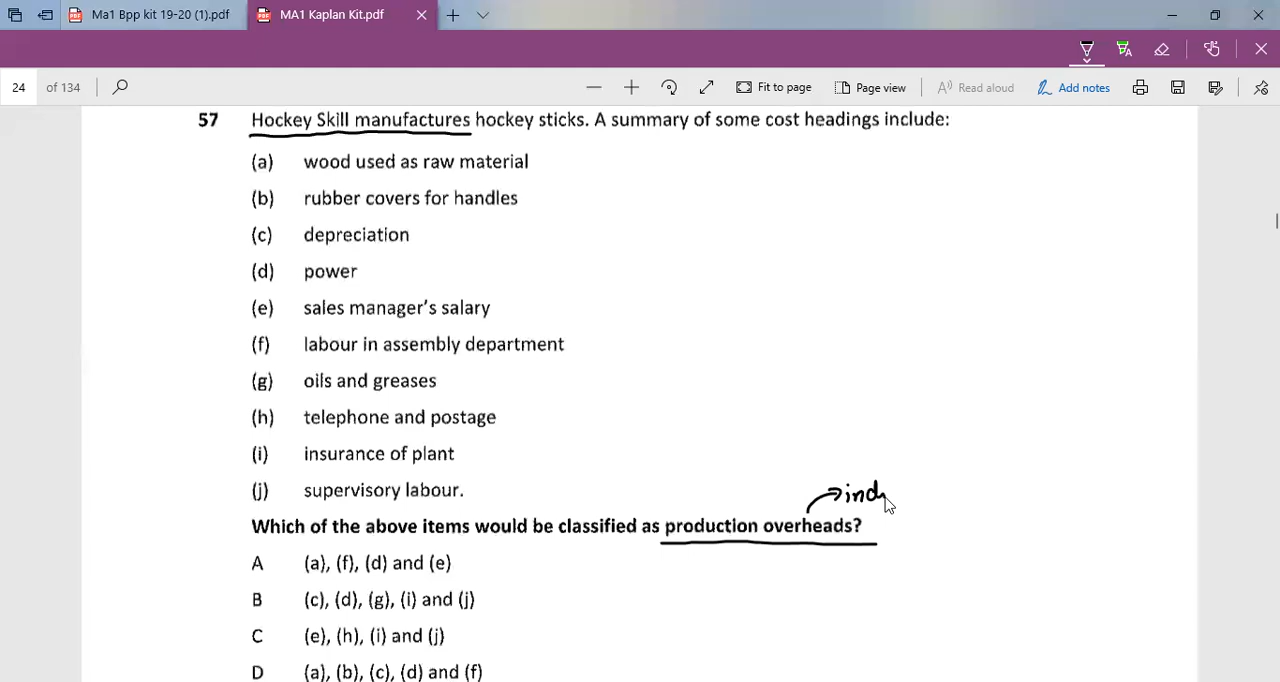 Ma1 Bpp kit 19-20 (1).pdf
MA1 Kaplan Kit.pdf
24 of 134
Fit to page
Page view
Read aloud
Add notes
57 Hockey Skill manufactures hockey sticks. A summary of some cost headings include:
(a) wood used as raw material
(b) rubber covers for handles
(c) depreciation
(d) power
(e) sales manager's salary
(f) labour in assembly department
(g) oils and greases
(h) telephone and postage
(i) insurance of plant
(j) supervisory labour.
ind
Which of the above items would be classified as production overheads?
A (a), (f), (d) and (e)
B (c), (d), (g), (i) and (j)
C (e), (h), (i) and (j)
D (a), (b), (c), (d) and (f)